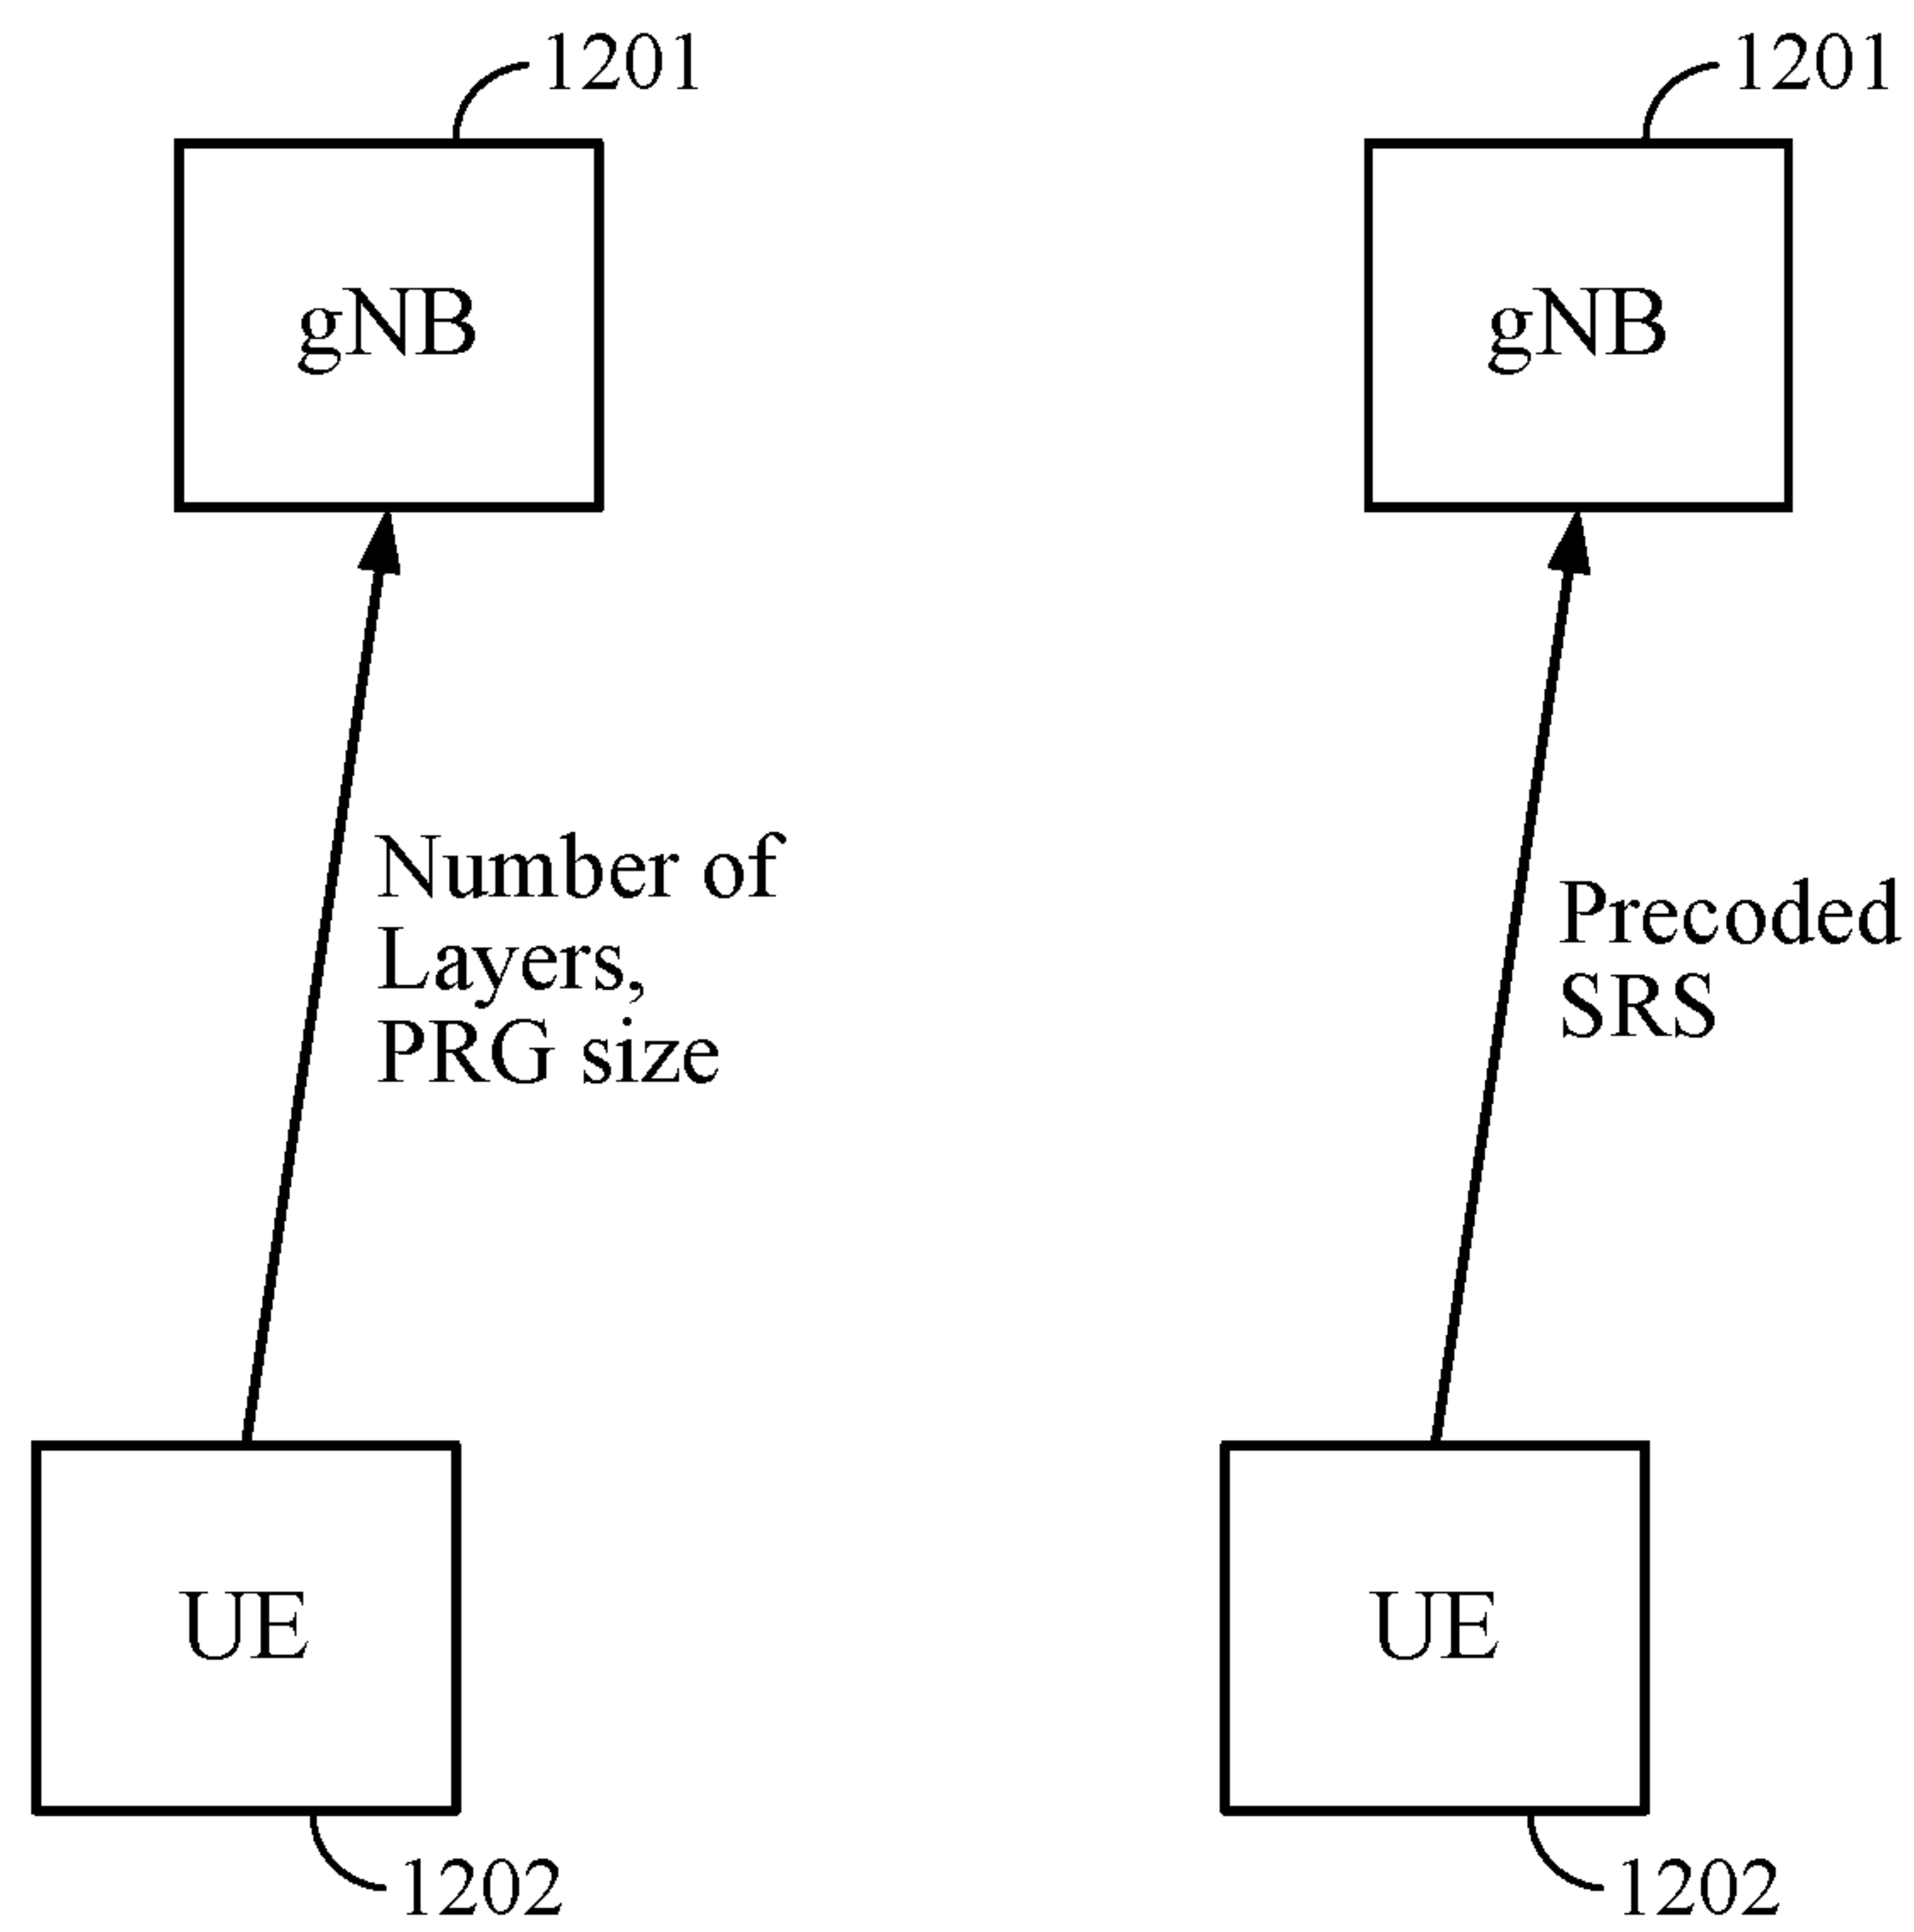 1201
gNB
Number of
Layers,
PRG size
UE
1202
1201
gNB
Precoded
SRS
UE
1202